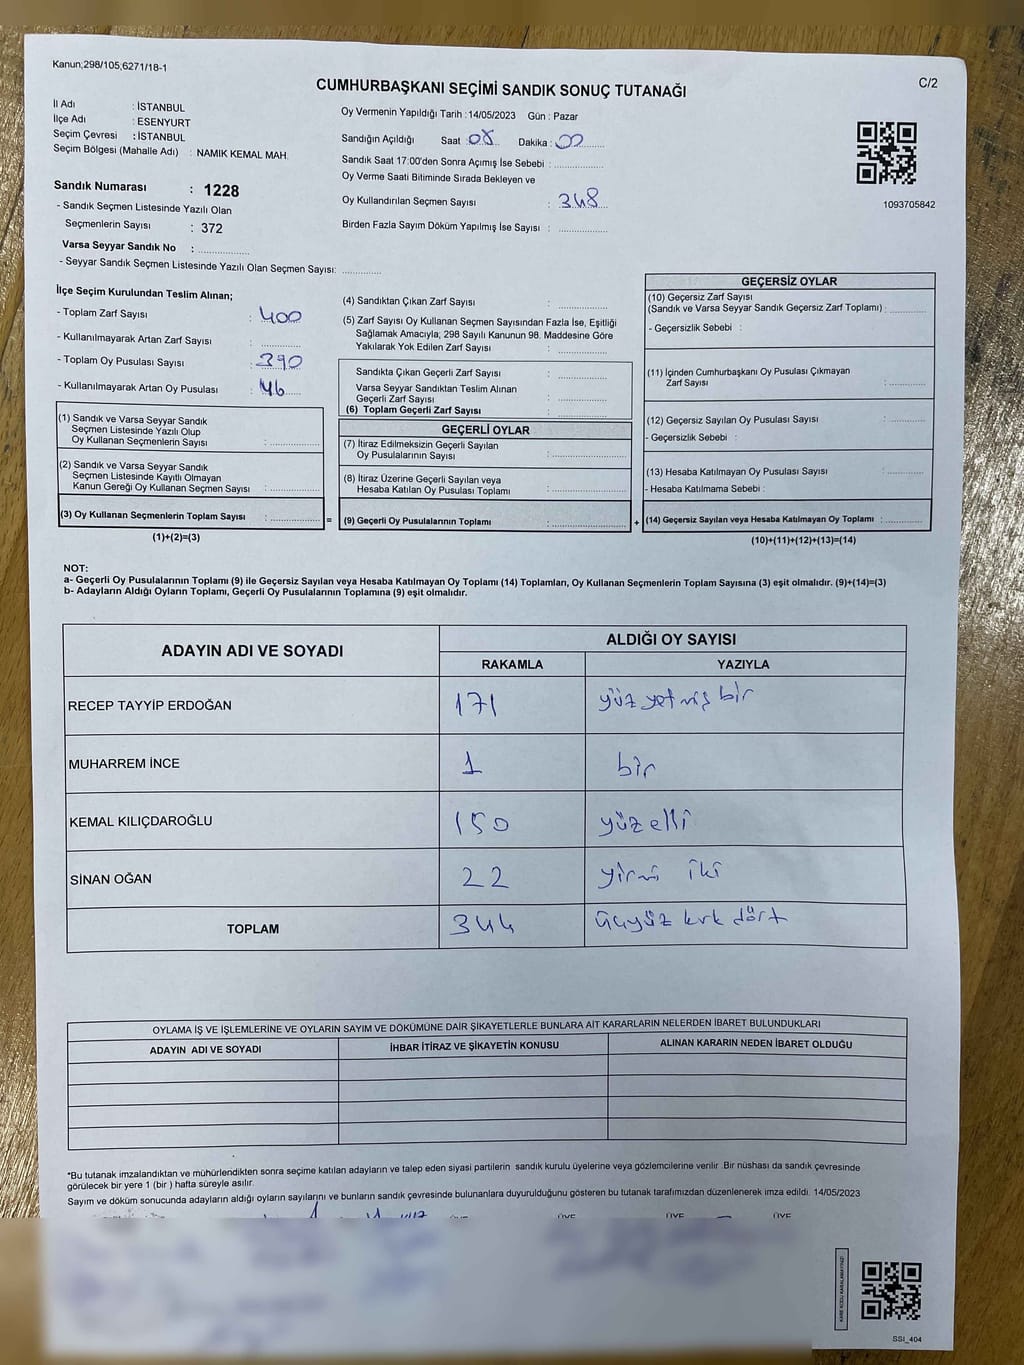 Kanun;298/105,6271/18-1
C/2
CUMHURBAŞKANI SEÇİMİ SANDIK SONUÇ TUTANAĞI
İl Adı : İSTANBUL
İlçe Adı : ESENYURT
Seçim Çevresi : İSTANBUL
Seçim Bölgesi (Mahalle Adı) : NAMIK KEMAL MAH.
Sandık Numarası : 1228
- Sandık Seçmen Listesinde Yazılı Olan
Seçmenlerin Sayısı : 372
Varsa Seyyar Sandık No : ..............
- Seyyar Sandık Seçmen Listesinde Yazılı Olan Seçmen Sayısı: ..............
Oy Vermenin Yapıldığı Tarih :14/05/2023 Gün : Pazar
Sandığın Açıldığı Saat :08 Dakika : 00
Sandık Saat 17:00'den Sonra Açımış İse Sebebi : ..............
Oy Verme Saati Bitiminde Sırada Bekleyen ve
Oy Kullandırılan Seçmen Sayısı : 348
Birden Fazla Sayım Döküm Yapılmış İse Sayısı : ..............
1093705842
İlçe Seçim Kurulundan Teslim Alınan;
- Toplam Zarf Sayısı : 400
- Kullanılmayarak Artan Zarf Sayısı : ..............
- Toplam Oy Pusulası Sayısı : 390
- Kullanılmayarak Artan Oy Pusulası : 46
(1) Sandık ve Varsa Seyyar Sandık
Seçmen Listesinde Yazılı Olup
Oy Kullanan Seçmenlerin Sayısı : ..............
(2) Sandık ve Varsa Seyyar Sandık
Seçmen Listesinde Kayıtlı Olmayan
Kanun Gereği Oy Kullanan Seçmen Sayısı : ..............
(3) Oy Kullanan Seçmenlerin Toplam Sayısı : .............. =
(1)+(2)=(3)
(4) Sandıktan Çıkan Zarf Sayısı : ..............
(5) Zarf Sayısı Oy Kullanan Seçmen Sayısından Fazla İse, Eşitliği
Sağlamak Amacıyla; 298 Sayılı Kanunun 98. Maddesine Göre
Yakılarak Yok Edilen Zarf Sayısı : ..............
Sandıkta Çıkan Geçerli Zarf Sayısı : ..............
Varsa Seyyar Sandıktan Teslim Alınan
Geçerli Zarf Sayısı : ..............
(6) Toplam Geçerli Zarf Sayısı : ..............
GEÇERLİ OYLAR
(7) İtiraz Edilmeksizin Geçerli Sayılan
Oy Pusulalarının Sayısı : ..............
(8) İtiraz Üzerine Geçerli Sayılan veya
Hesaba Katılan Oy Pusulası Toplamı : ..............
(9) Geçerli Oy Pusulalarının Toplamı : .............. +
GEÇERSİZ OYLAR
(10) Geçersiz Zarf Sayısı
(Sandık ve Varsa Seyyar Sandık Geçersiz Zarf Toplamı) : ..............
- Geçersizlik Sebebi :
(11) İçinden Cumhurbaşkanı Oy Pusulası Çıkmayan
Zarf Sayısı : ..............
(12) Geçersiz Sayılan Oy Pusulası Sayısı : ..............
- Geçersizlik Sebebi :
(13) Hesaba Katılmayan Oy Pusulası Sayısı : ..............
- Hesaba Katılmama Sebebi :
(14) Geçersiz Sayılan veya Hesaba Katılmayan Oy Toplamı : ..............
(10)+(11)+(12)+(13)=(14)
NOT:
a- Geçerli Oy Pusulalarının Toplamı (9) ile Geçersiz Sayılan veya Hesaba Katılmayan Oy Toplamı (14) Toplamları, Oy Kullanan Seçmenlerin Toplam Sayısına (3) eşit olmalıdır. (9)+(14)=(3)
b- Adayların Aldığı Oyların Toplamı, Geçerli Oy Pusulalarının Toplamına (9) eşit olmalıdır.
ADAYIN ADI VE SOYADI
ALDIĞI OY SAYISI
RAKAMLA YAZIYLA
RECEP TAYYİP ERDOĞAN 171 yüz yetmiş bir
MUHARREM İNCE 1 bir
KEMAL KILIÇDAROĞLU 150 yüz elli
SİNAN OĞAN 22 yirmi iki
TOPLAM 344 üçyüz kırk dört
OYLAMA İŞ VE İŞLEMLERİNE VE OYLARIN SAYIM VE DÖKÜMÜNE DAİR ŞİKAYETLERLE BUNLARA AİT KARARLARIN NELERDEN İBARET BULUNDUKLARI
ADAYIN ADI VE SOYADI İHBAR İTİRAZ VE ŞİKAYETİN KONUSU ALINAN KARARIN NEDEN İBARET OLDUĞU
*Bu tutanak imzalandıktan ve mühürlendikten sonra seçime katılan adayların ve talep eden siyasi partilerin sandık kurulu üyelerine veya gözlemcilerine verilir .Bir nüshası da sandık çevresinde
görülecek bir yere 1 (bir ) hafta süreyle asılır.
Sayım ve döküm sonucunda adayların aldığı oyların sayılarını ve bunların sandık çevresinde bulunanlara duyurulduğunu gösteren bu tutanak tarafımızdan düzenlenerek imza edildi. 14/05/2023
ÜYE ÜYE ÜYE ÜYE
SSİ_404